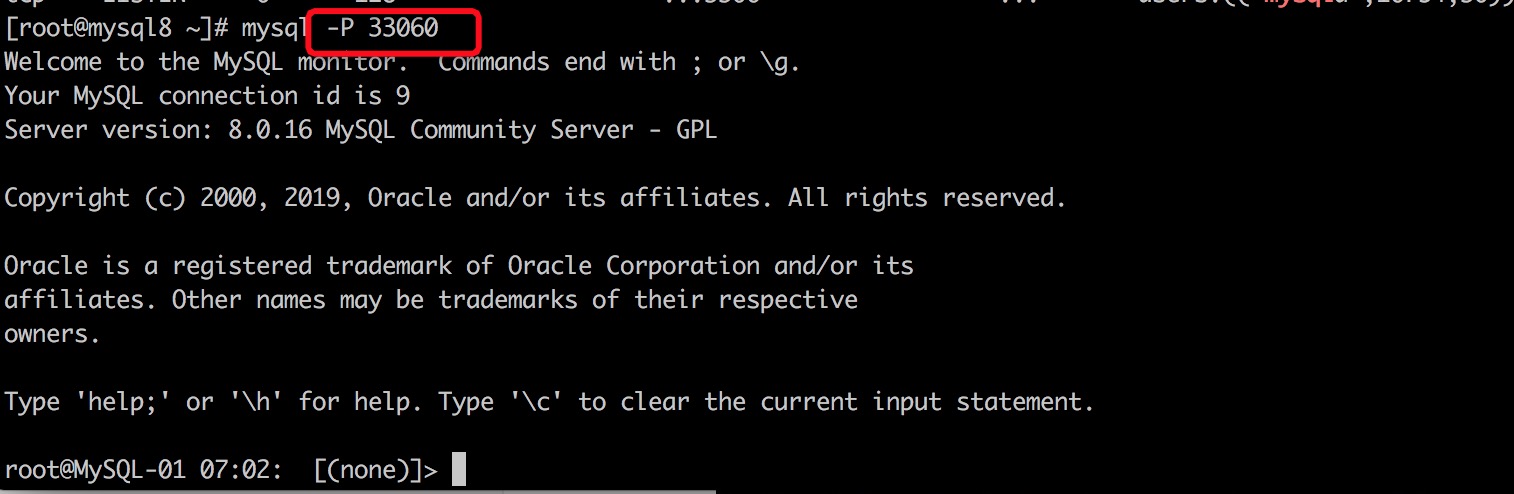 [root@mysql8 ~]# mysql -P 33060
Welcome to the MySQL monitor.  Commands end with ; or \g.
Your MySQL connection id is 9
Server version: 8.0.16 MySQL Community Server - GPL
Copyright (c) 2000, 2019, Oracle and/or its affiliates. All rights reserved.
Oracle is a registered trademark of Oracle Corporation and/or its
affiliates. Other names may be trademarks of their respective
owners.
Type 'help;' or '\h' for help. Type '\c' to clear the current input statement.
root@MySQL-01 07:02:  [(none)]>